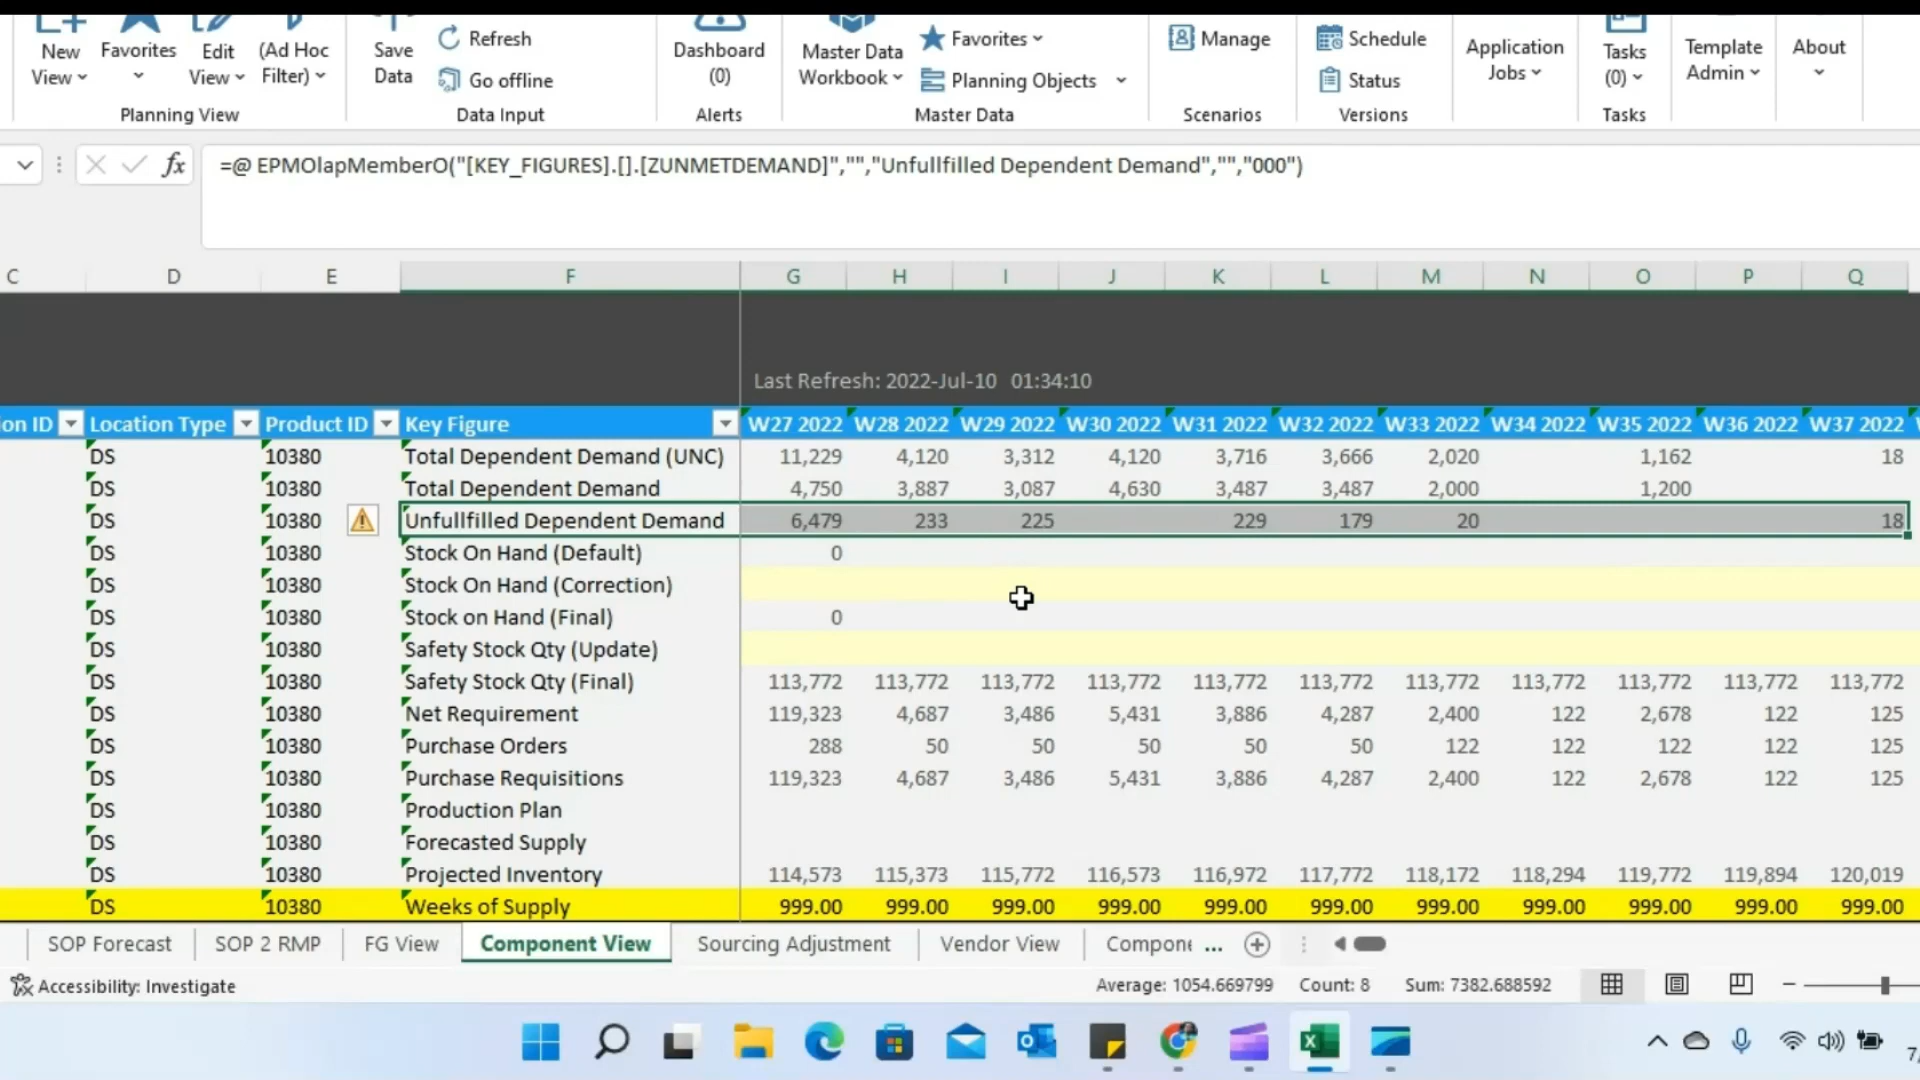 New View
Favorites
Edit View
(Ad Hoc Filter)
Planning View
Save Data
Refresh
Go offline
Data Input
Dashboard (0)
Alerts
Master Data Workbook
Favorites
Planning Objects
Master Data
Manage
Scenarios
Schedule
Status
Versions
Application Jobs
Tasks (0)
Tasks
Template Admin
About
fx =@ EPMOlapMemberO("[KEY_FIGURES].[].[ZUNMETDEMAND]","","Unfullfilled Dependent Demand","","000")
C D E F G H I J K L M N O P Q
Last Refresh: 2022-Jul-10 01:34:10
on ID Location Type Product ID Key Figure W27 2022 W28 2022 W29 2022 W30 2022 W31 2022 W32 2022 W33 2022 W34 2022 W35 2022 W36 2022 W37 2022
DS 10380 Total Dependent Demand (UNC) 11,229 4,120 3,312 4,120 3,716 3,666 2,020 1,162 18
DS 10380 Total Dependent Demand 4,750 3,887 3,087 4,630 3,487 3,487 2,000 1,200
DS 10380 Unfullfilled Dependent Demand 6,479 233 225 229 179 20 18
DS 10380 Stock On Hand (Default) 0
DS 10380 Stock On Hand (Correction)
DS 10380 Stock on Hand (Final) 0
DS 10380 Safety Stock Qty (Update)
DS 10380 Safety Stock Qty (Final) 113,772 113,772 113,772 113,772 113,772 113,772 113,772 113,772 113,772 113,772 113,772
DS 10380 Net Requirement 119,323 4,687 3,486 5,431 3,886 4,287 2,400 122 2,678 122 125
DS 10380 Purchase Orders 288 50 50 50 50 50 122 122 122 122 125
DS 10380 Purchase Requisitions 119,323 4,687 3,486 5,431 3,886 4,287 2,400 122 2,678 122 125
DS 10380 Production Plan
DS 10380 Forecasted Supply
DS 10380 Projected Inventory 114,573 115,373 115,772 116,573 116,972 117,772 118,172 118,294 119,772 119,894 120,019
DS 10380 Weeks of Supply 999.00 999.00 999.00 999.00 999.00 999.00 999.00 999.00 999.00 999.00 999.00
SOP Forecast SOP 2 RMP FG View Component View Sourcing Adjustment Vendor View Compone ...
Accessibility: Investigate Average: 1054.669799 Count: 8 Sum: 7382.688592